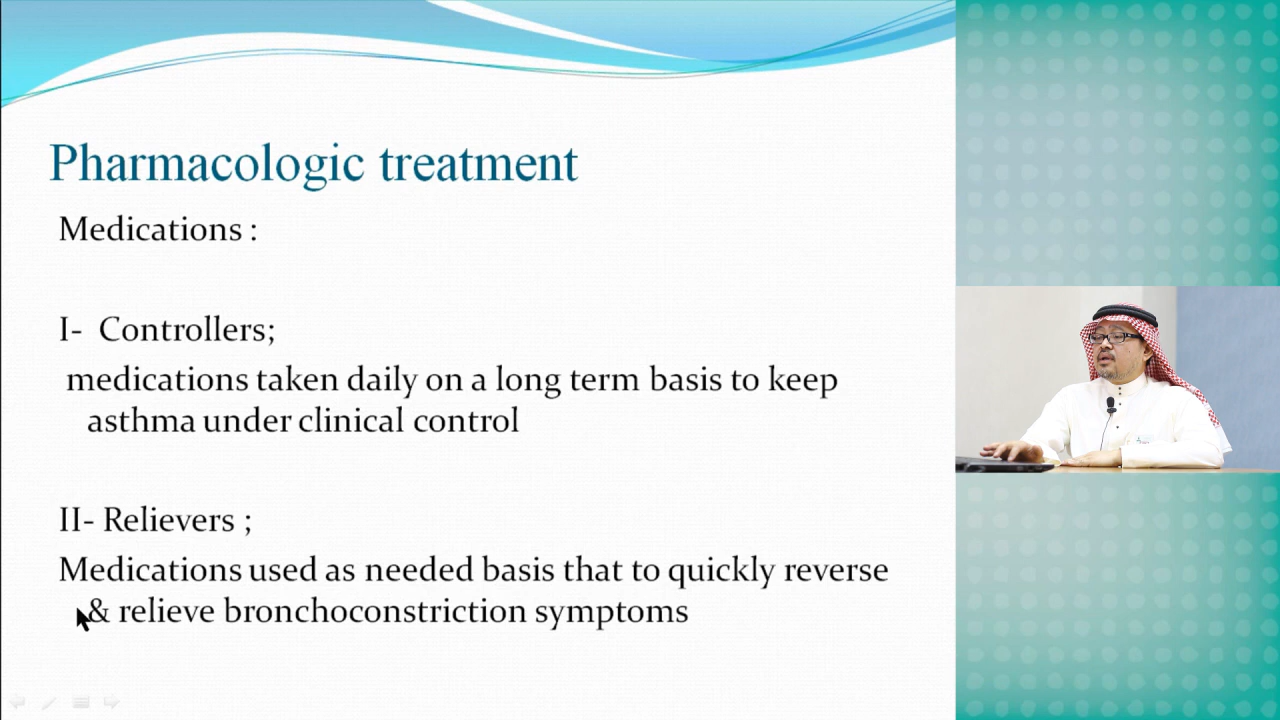 Pharmacologic treatment
Medications :
I- Controllers;
medications taken daily on a long term basis to keep
asthma under clinical control
II- Relievers ;
Medications used as needed basis that to quickly reverse
& relieve bronchoconstriction symptoms